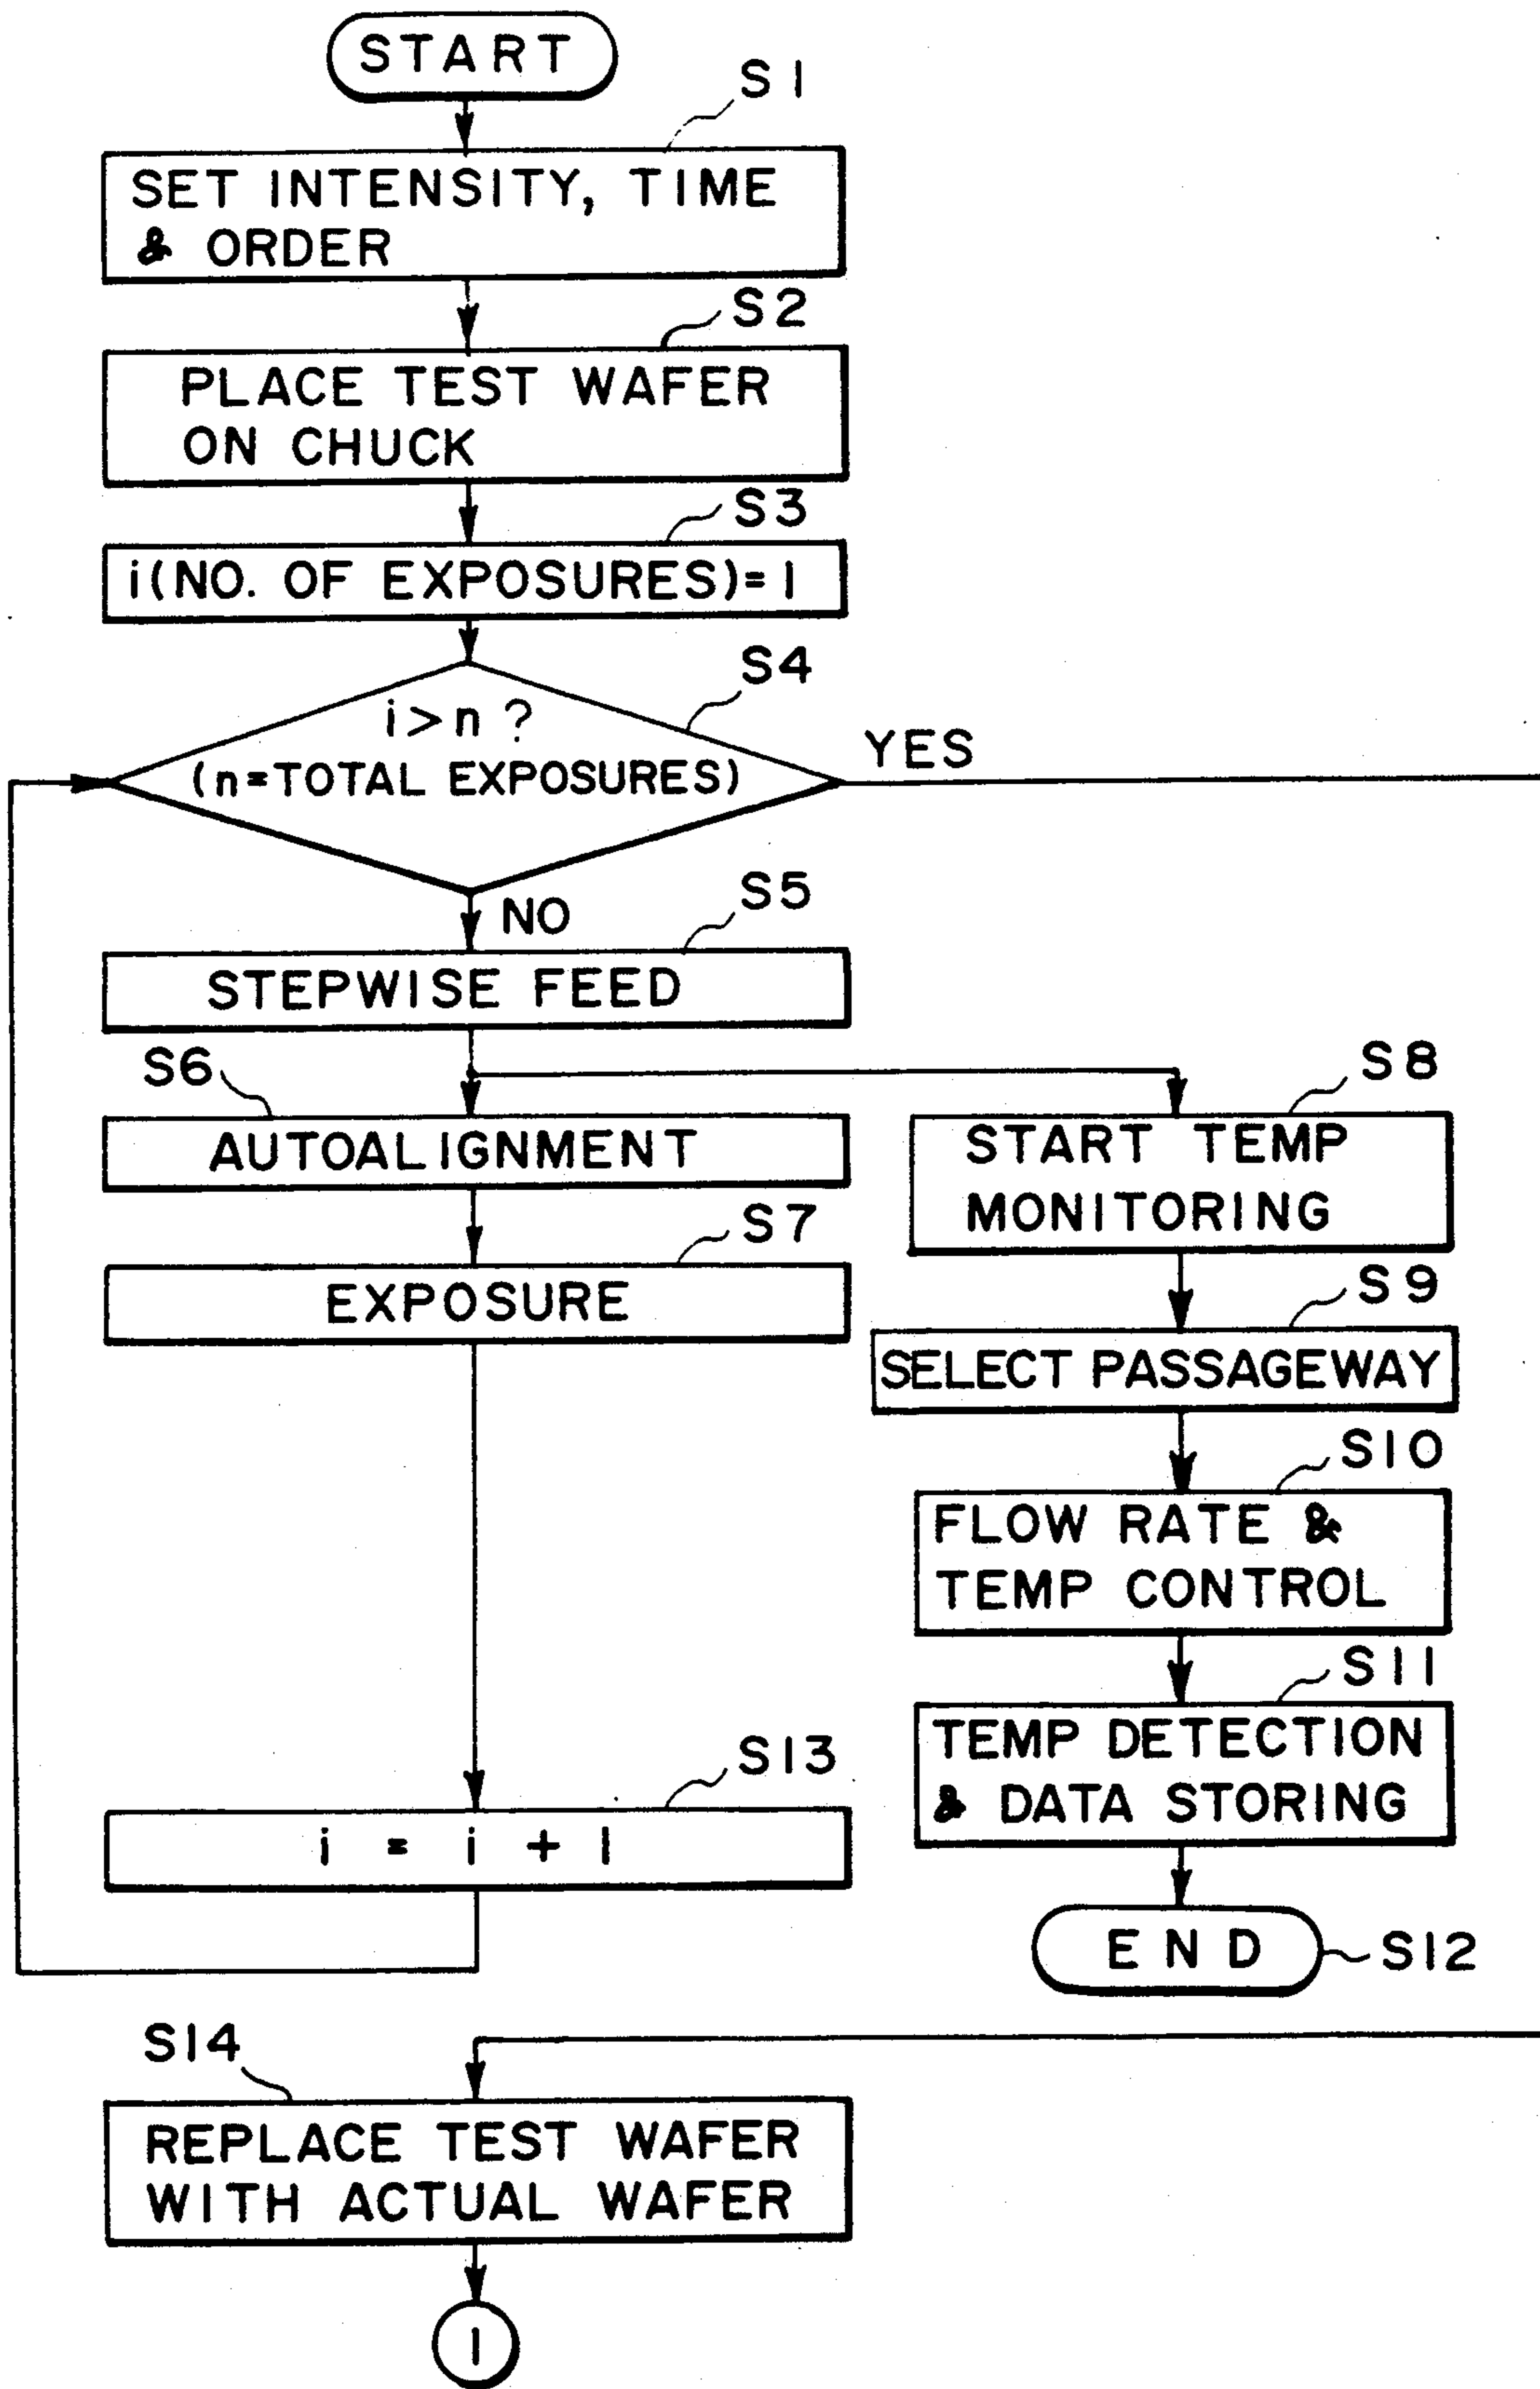 START
S1
SET INTENSITY, TIME
& ORDER
S2
PLACE TEST WAFER
ON CHUCK
S3
i(NO. OF EXPOSURES)=1
S4
i>n ?
(n=TOTAL EXPOSURES)
YES
NO
S5
STEPWISE FEED
S6
AUTOALIGNMENT
S7
EXPOSURE
S8
START TEMP
MONITORING
S9
SELECT PASSAGEWAY
S10
FLOW RATE &
TEMP CONTROL
S11
TEMP DETECTION
& DATA STORING
END
S12
S13
i = i + 1
S14
REPLACE TEST WAFER
WITH ACTUAL WAFER
1